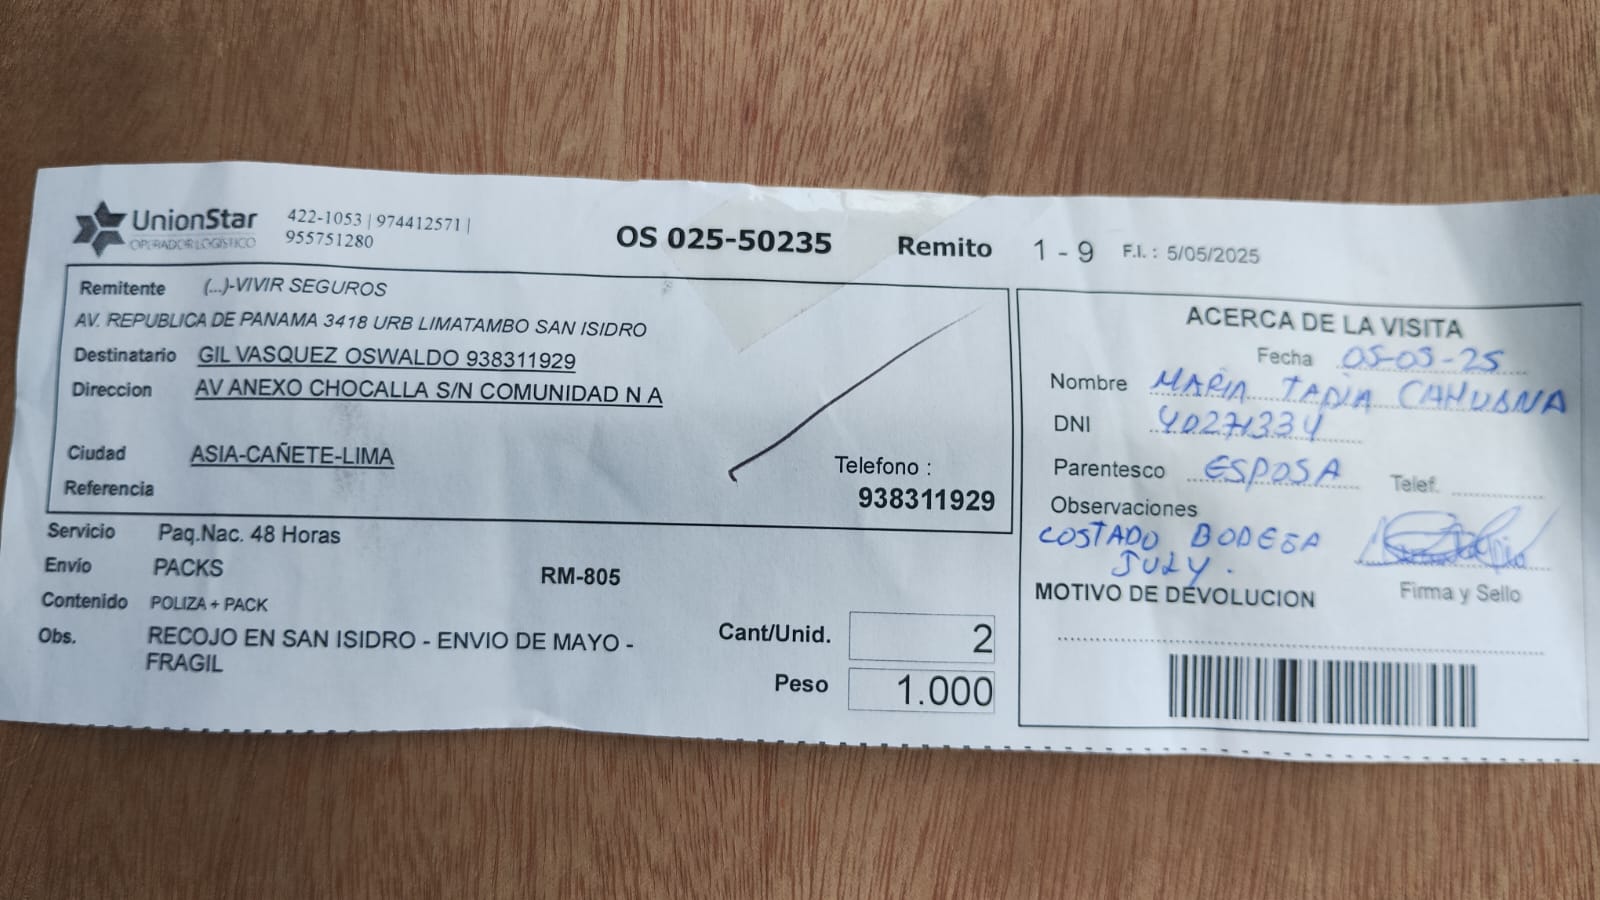 UnionStar
OPERADOR LOGISTICO
422-1053 | 974412571 |
955751280
OS 025-50235
Remito 1 - 9
F.I. : 5/05/2025
Remitente (...)-VIVIR SEGUROS
AV. REPUBLICA DE PANAMA 3418 URB LIMATAMBO SAN ISIDRO
Destinatario GIL VASQUEZ OSWALDO 938311929
Direccion AV ANEXO CHOCALLA S/N COMUNIDAD N A
Ciudad ASIA-CAÑETE-LIMA
Telefono :
938311929
Referencia
Servicio Paq.Nac. 48 Horas
Envío PACKS
RM-805
Contenido POLIZA + PACK
Obs. RECOJO EN SAN ISIDRO - ENVIO DE MAYO -
FRAGIL
Cant/Unid. 2
Peso 1.000
ACERCA DE LA VISITA
Fecha 05-05-25
Nombre MARIA TAPIA CAHUANA
DNI 40271334
Parentesco ESPOSA
Telef.
Observaciones
COSTADO BODEGA
JULY.
Firma y Sello
MOTIVO DE DEVOLUCION